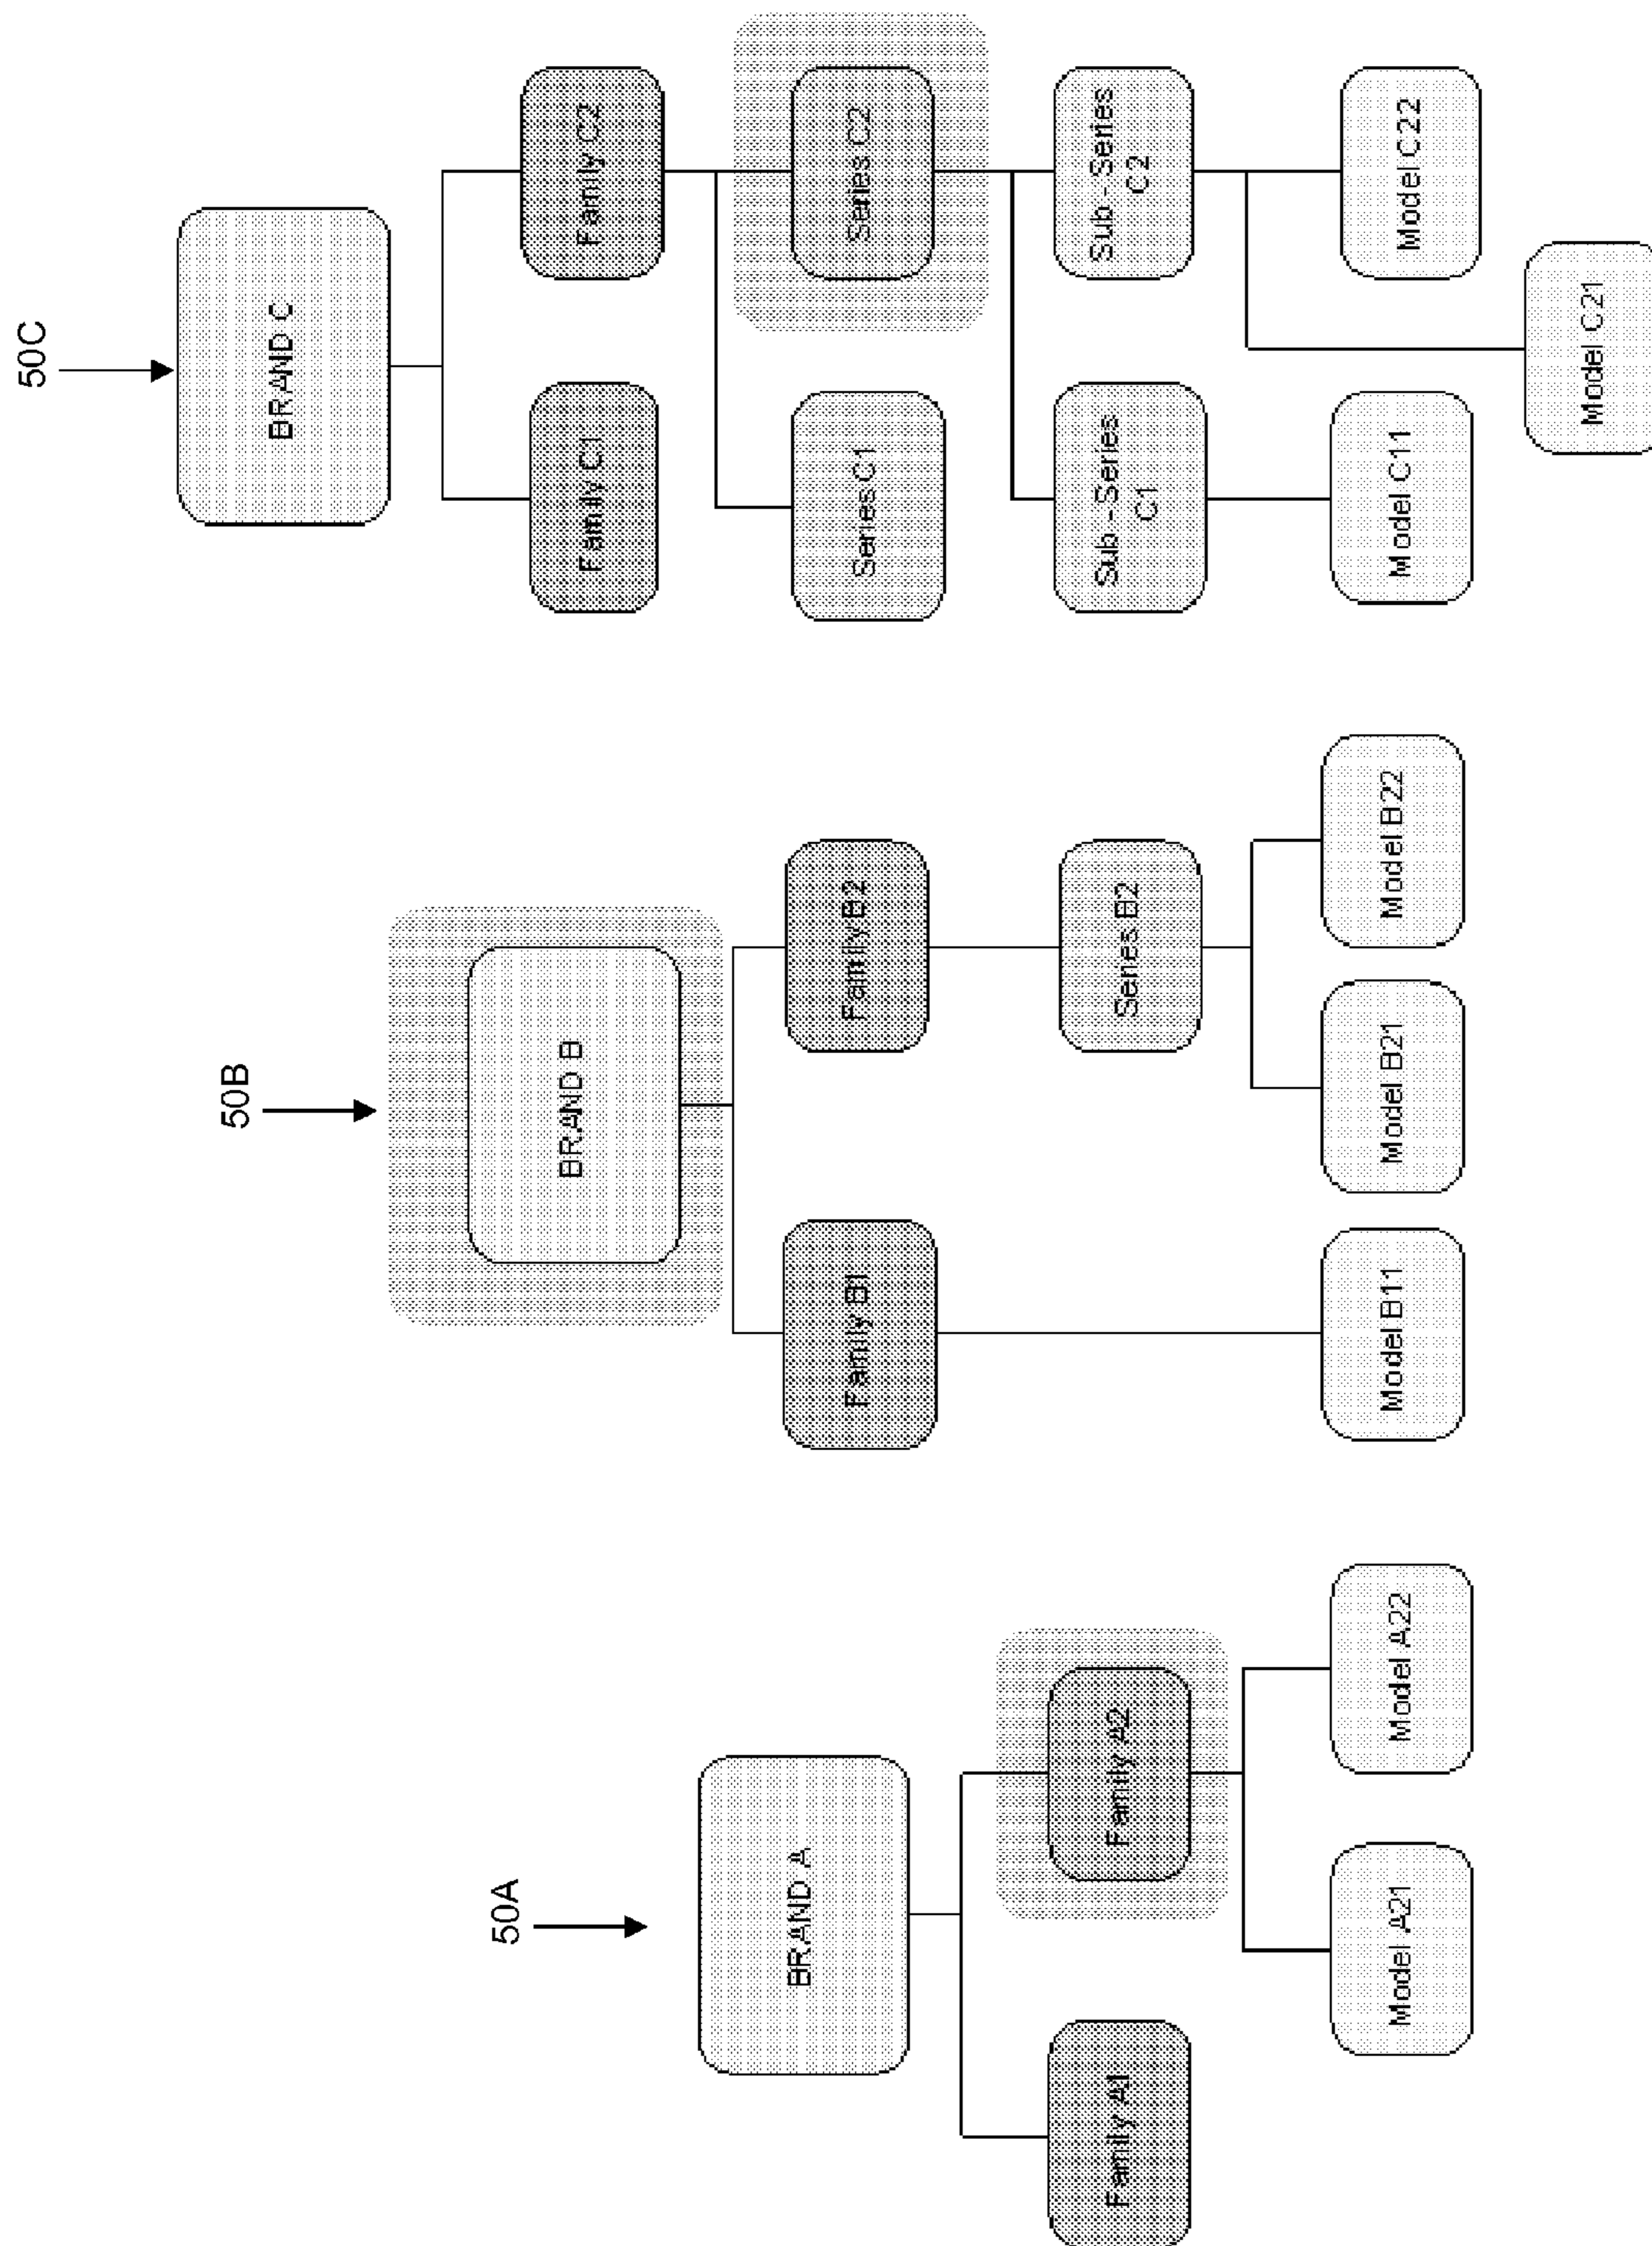 50A
BRAND A
Family A1
Family A2
Model A21
Model A22
50B
BRAND B
Family B1
Family B2
Series B2
Model B11
Model B21
Model B22
50C
BRAND C
Family C1
Family C2
Series C1
Series C2
Sub - Series
C1
Sub - Series
C2
Model C11
Model C22
Model C21